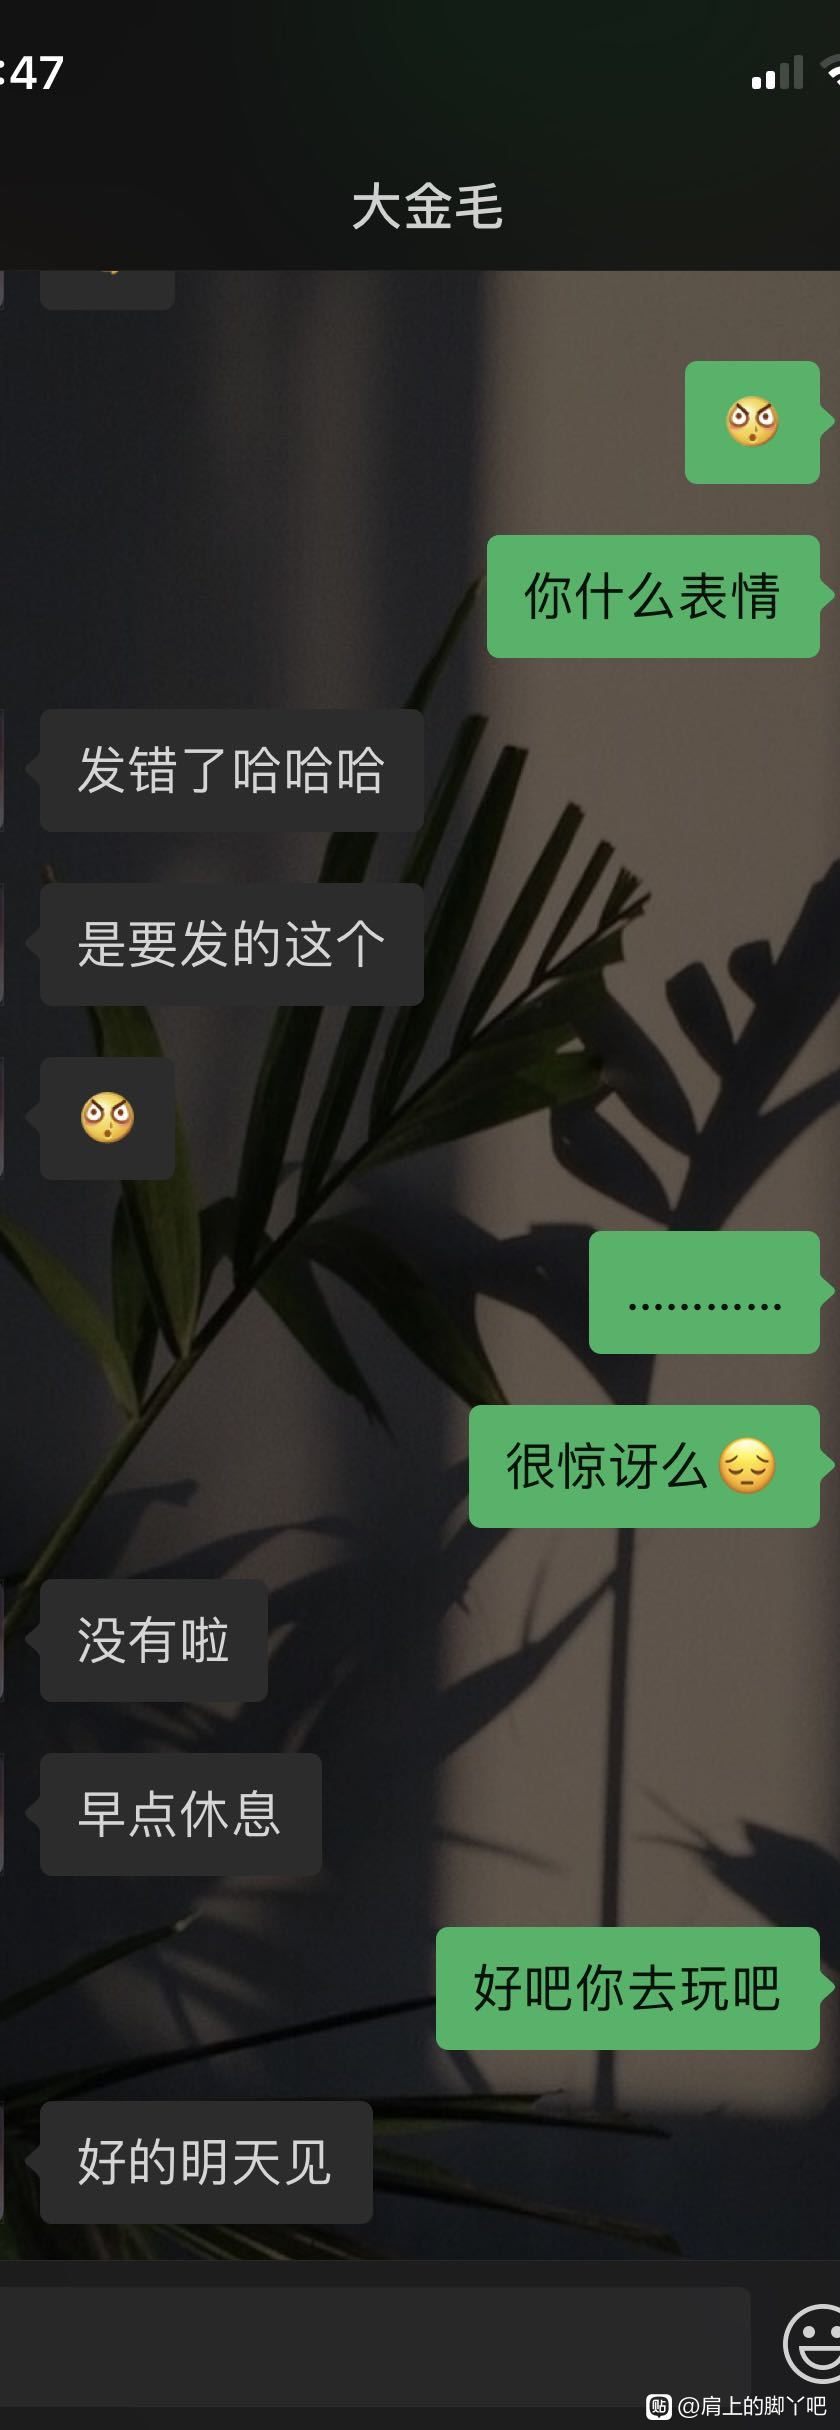 :47
大金毛
你什么表情
发错了哈哈哈
是要发的这个
…………
很惊讶么😔
没有啦
早点休息
好吧你去玩吧
好的明天见
贴 @肩上的脚丫吧